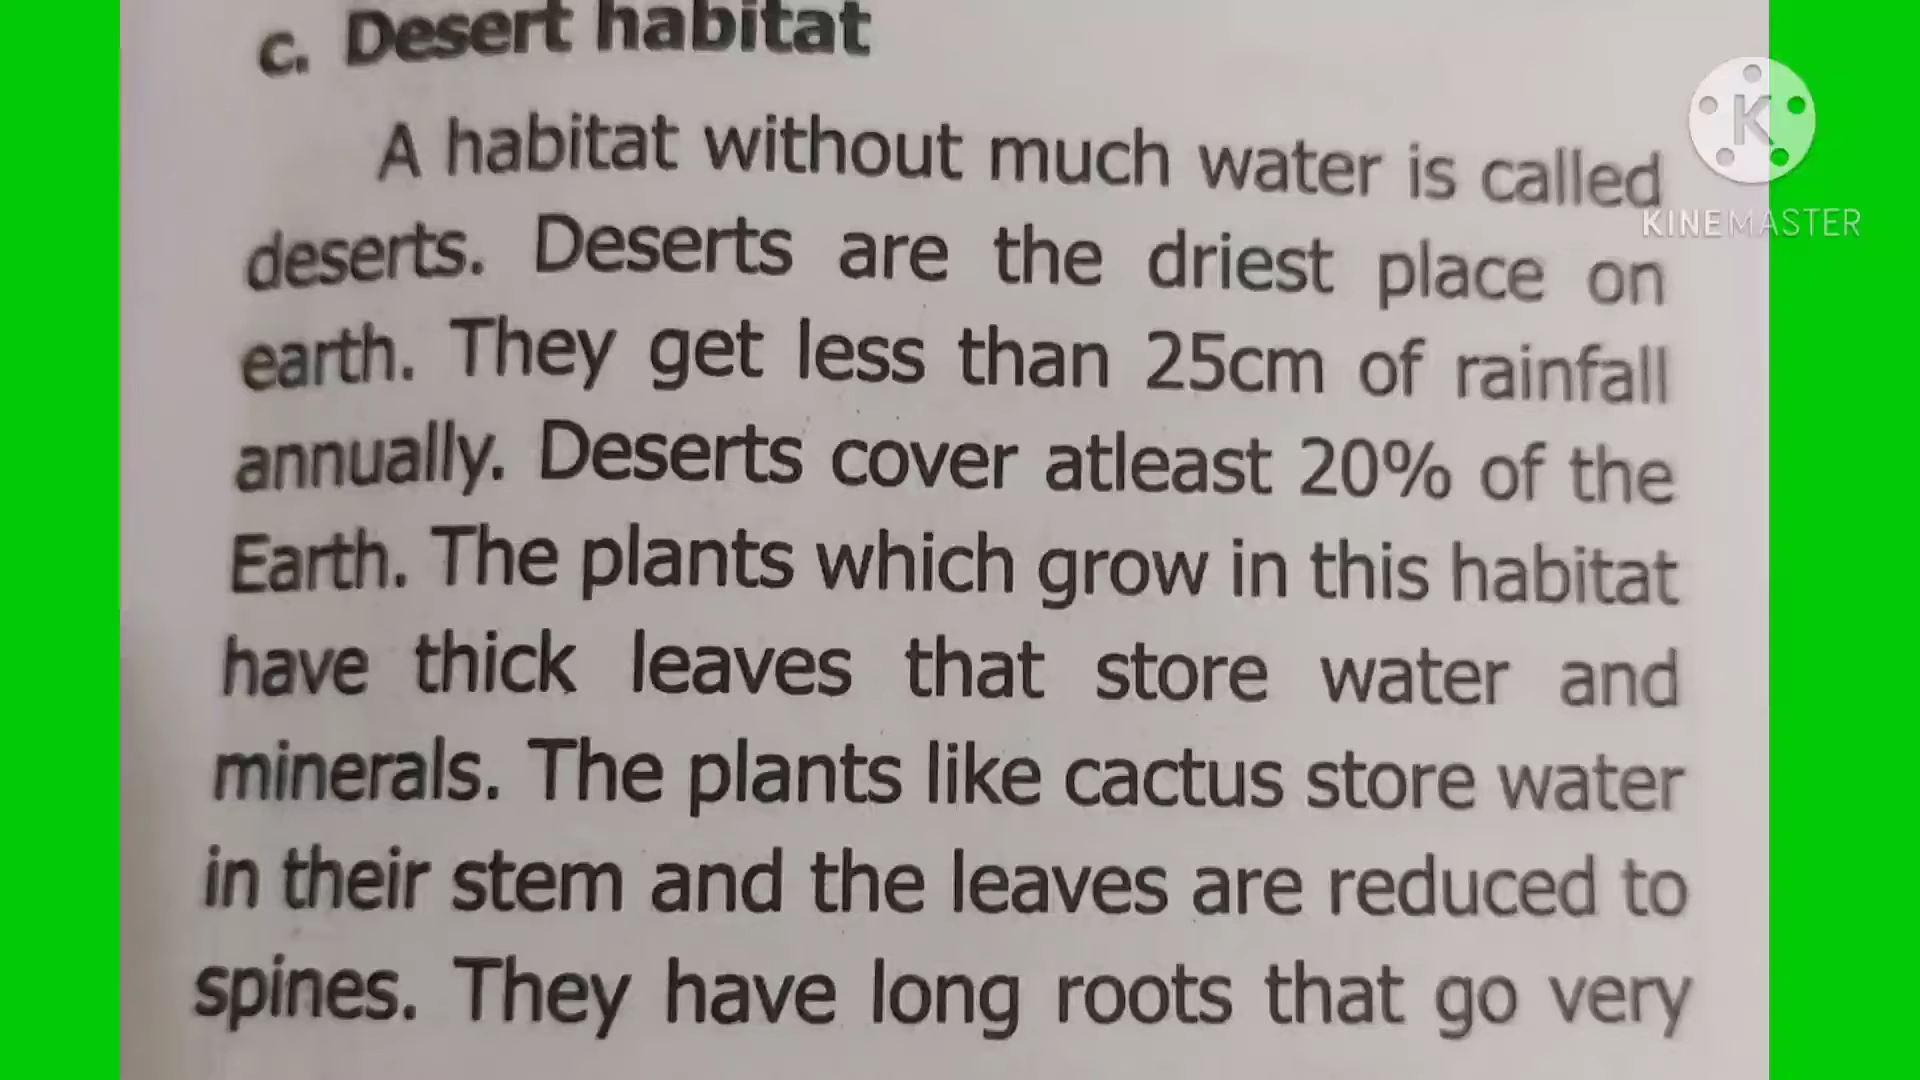 c. Desert habitat
A habitat without much water is called
deserts. Deserts are the driest place on
earth. They get less than 25cm of rainfall
annually. Deserts cover atleast 20% of the
Earth. The plants which grow in this habitat
have thick leaves that store water and
minerals. The plants like cactus store water
in their stem and the leaves are reduced to
spines. They have long roots that go very
K
KINEMASTER